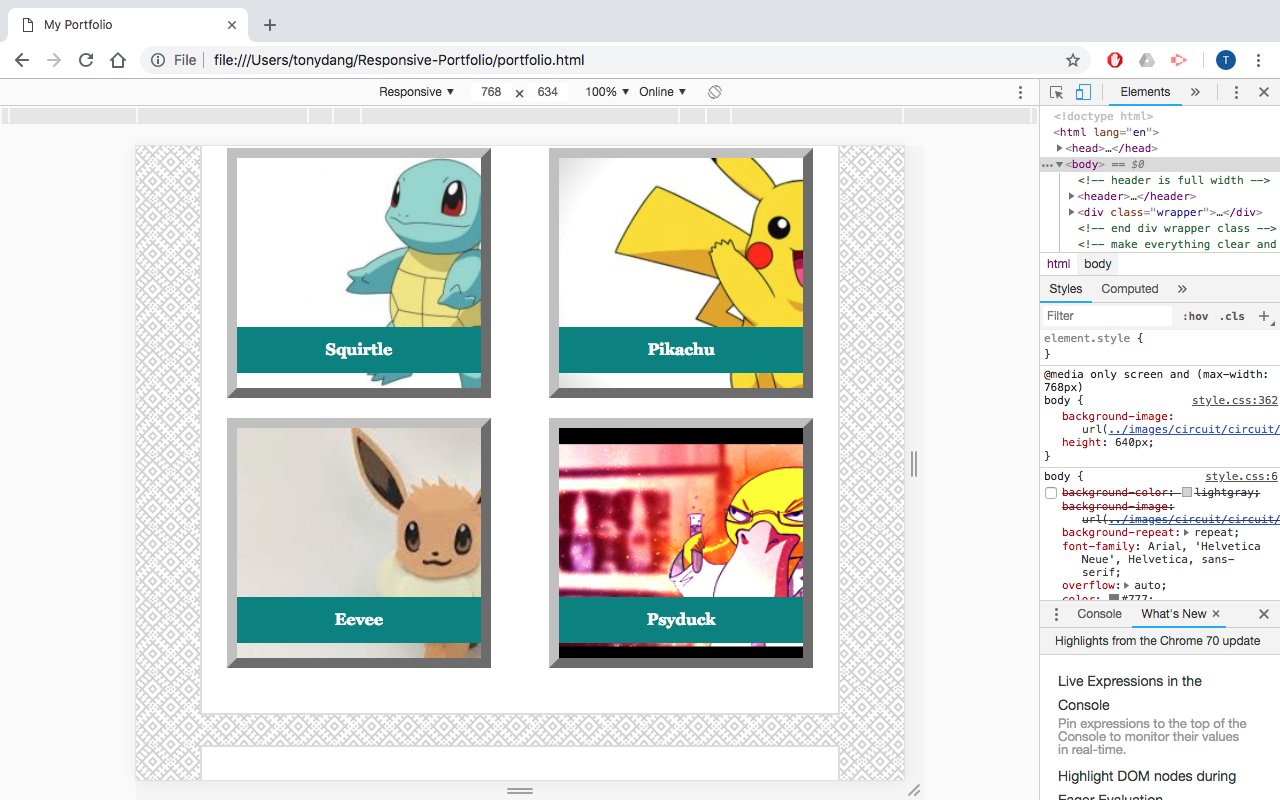 My Portfolio
File
file:///Users/tonydang/Responsive-Portfolio/portfolio.html
T
Responsive ▼ 768 × 634 100% ▼ Online ▼
Squirtle
Pikachu
Eevee
Psyduck
Elements »
<!doctype html>
<html lang="en">
<head>…</head>
<body> == $0
<!-- header is full width -->
<header>…</header>
<div class="wrapper">…</div>
<!-- end div wrapper class -->
<!-- make everything clear and
html body
Styles Computed »
Filter :hov .cls +
element.style {
}
@media only screen and (max-width:
768px)
body { style.css:362
background-image:
url(../images/circuit/circuit/
height: 640px;
}
body { style.css:6
background-color: lightgray;
background-image:
url(../images/circuit/circuit/
background-repeat: repeat;
font-family: Arial, 'Helvetica
Neue', Helvetica, sans-
serif;
overflow: auto;
color: #777;
Console What's New ×
Highlights from the Chrome 70 update
Live Expressions in the
Console
Pin expressions to the top of the
Console to monitor their values
in real-time.
Highlight DOM nodes during
Eager Evaluation